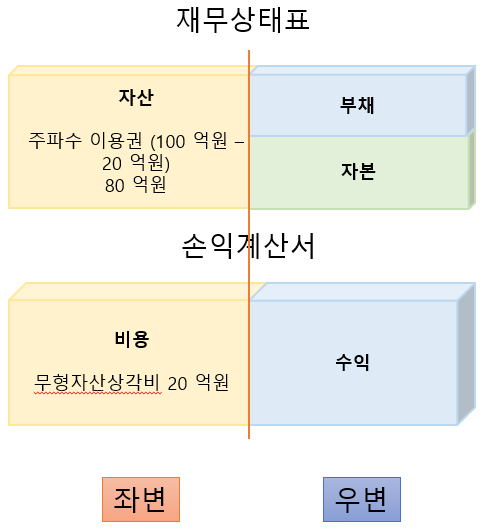 재무상태표
자산
주파수 이용권 (100 억원 –
20 억원)
80 억원
부채
자본
손익계산서
비용
무형자산상각비 20 억원
수익
좌변
우변